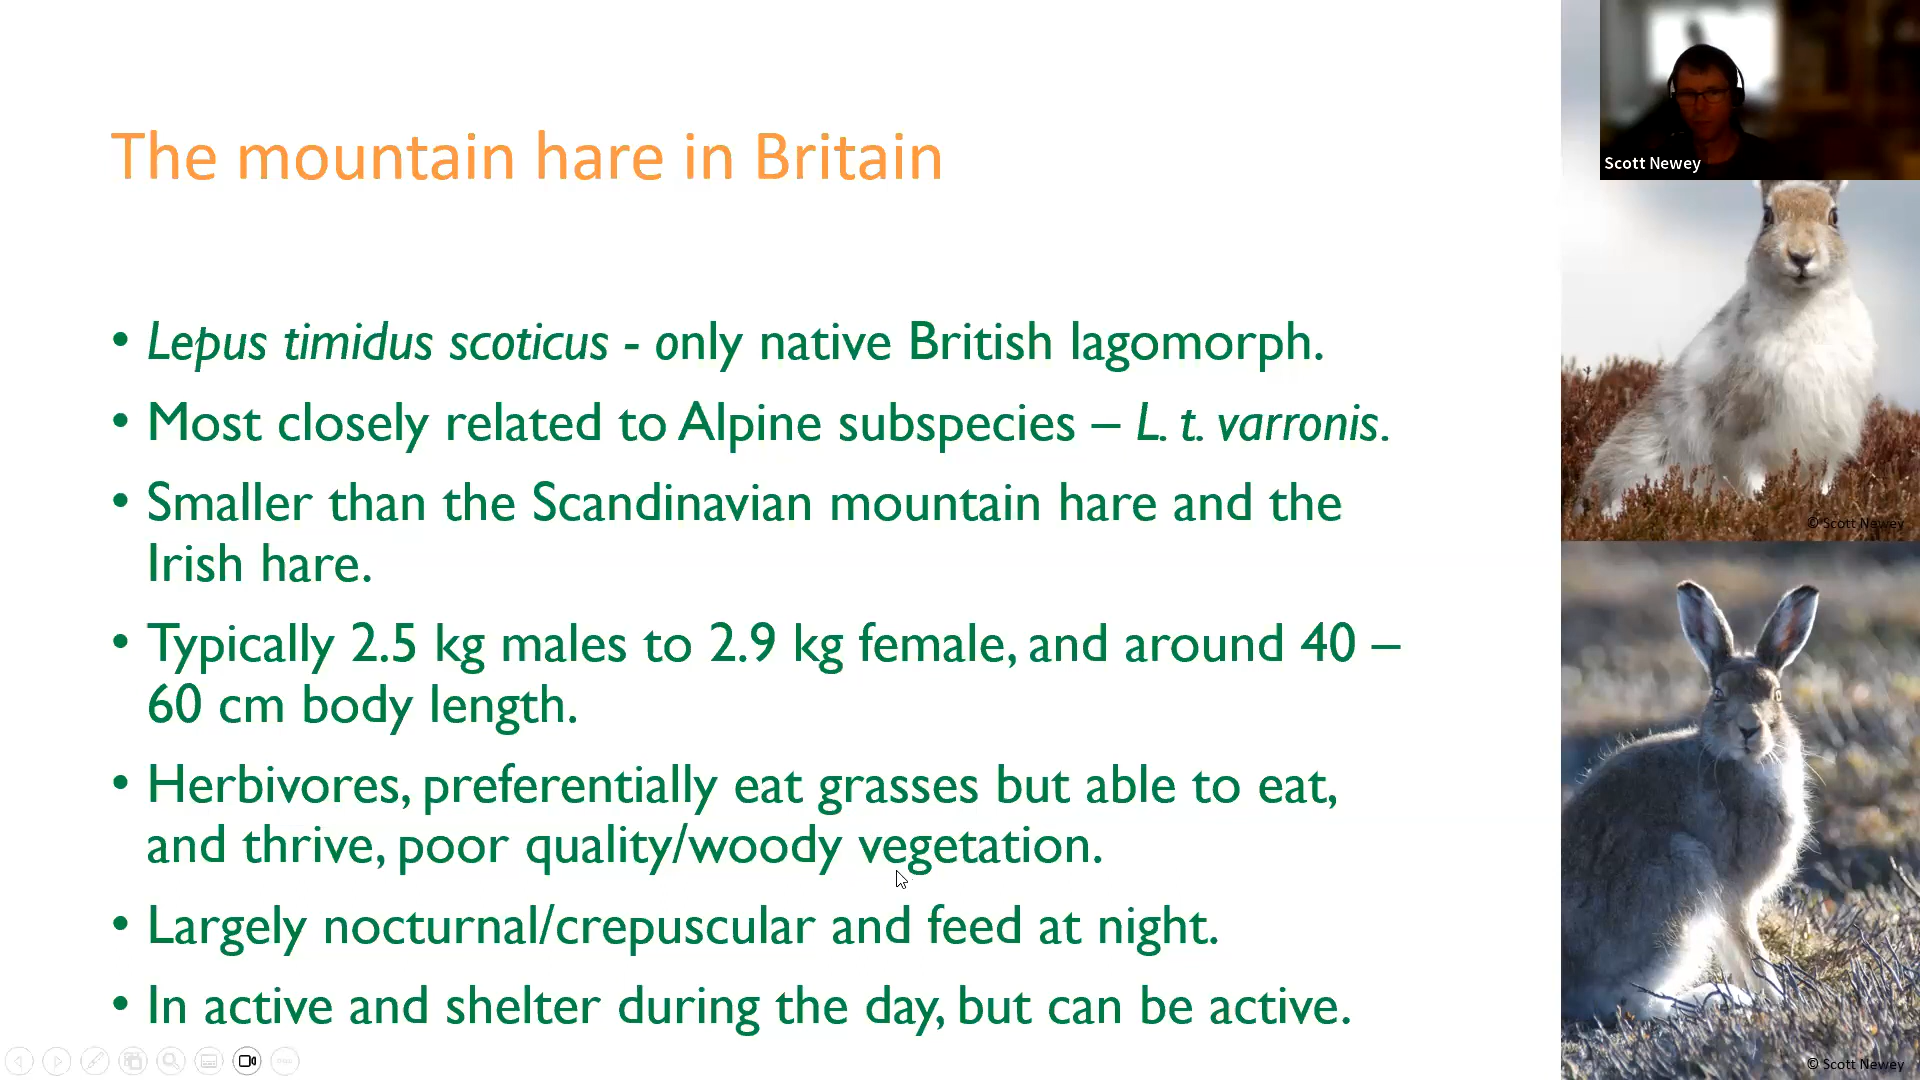 The mountain hare in Britain
Scott Newey
• Lepus timidus scoticus - only native British lagomorph.
• Most closely related to Alpine subspecies – L. t. varronis.
• Smaller than the Scandinavian mountain hare and the
Irish hare.
• Typically 2.5 kg males to 2.9 kg female, and around 40 –
60 cm body length.
• Herbivores, preferentially eat grasses but able to eat,
and thrive, poor quality/woody vegetation.
• Largely nocturnal/crepuscular and feed at night.
• In active and shelter during the day, but can be active.
© Scott Newey
© Scott Newey